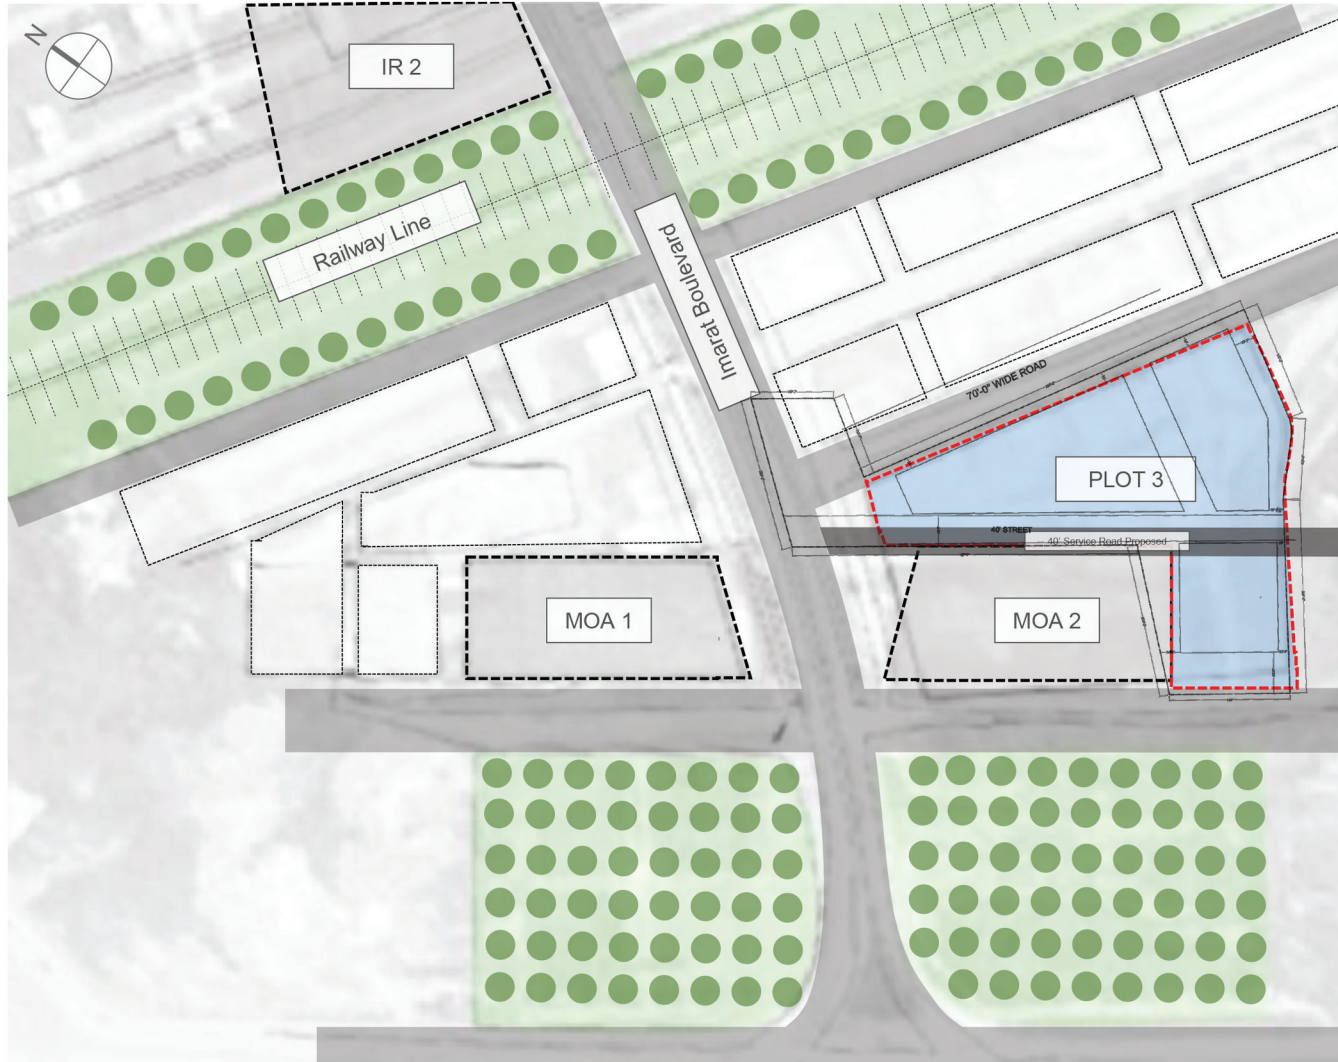 N
IR 2
Railway Line
Imarat Boulevard
70'-0" WIDE ROAD
PLOT 3
40' STREET
40' Service Road Proposed
MOA 1
MOA 2